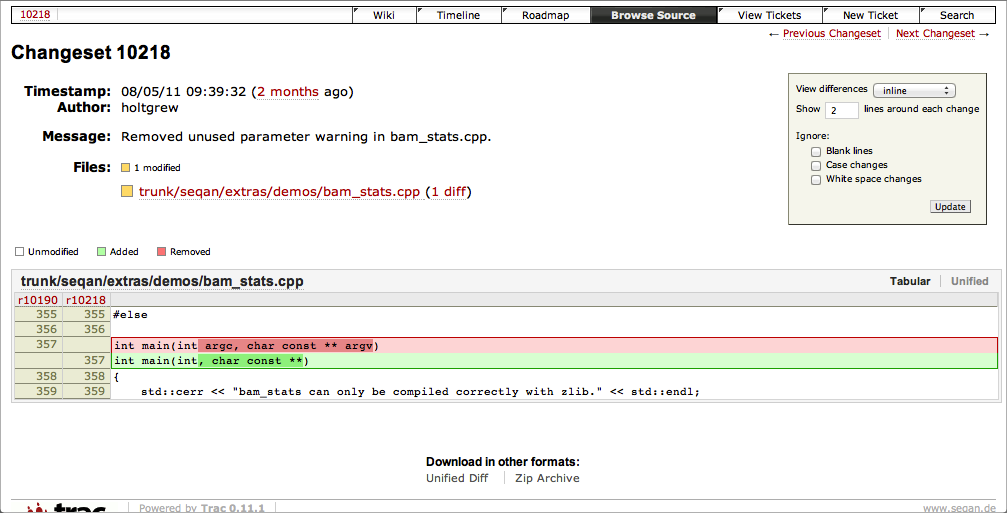 10218 Wiki Timeline Roadmap Browse Source View Tickets New Ticket Search
← Previous Changeset Next Changeset →
Changeset 10218
Timestamp: 08/05/11 09:39:32 (2 months ago)
Author: holtgrew
Message: Removed unused parameter warning in bam_stats.cpp.
Files: 1 modified
trunk/seqan/extras/demos/bam_stats.cpp (1 diff)
View differences inline
Show 2 lines around each change
Ignore:
Blank lines
Case changes
White space changes
Update
Unmodified Added Removed
trunk/seqan/extras/demos/bam_stats.cpp Tabular Unified
r10190 r10218
355 355 #else
356 356
357 int main(int argc, char const ** argv)
357 int main(int, char const **)
358 358 {
359 359 std::cerr << "bam_stats can only be compiled correctly with zlib." << std::endl;
Download in other formats:
Unified Diff Zip Archive
trac Powered by Trac 0.11.1 www.seqan.de